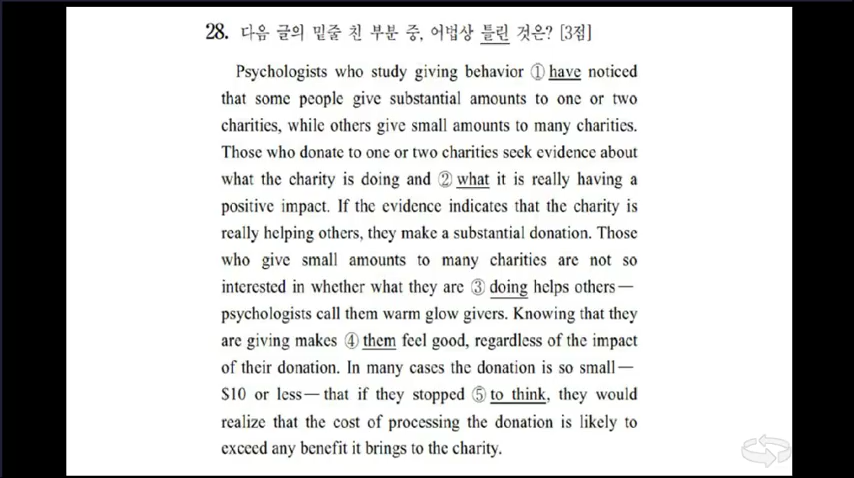 28. 다음 글의 밑줄 친 부분 중, 어법상 틀린 것은? [3점]
Psychologists who study giving behavior ① have noticed
that some people give substantial amounts to one or two
charities, while others give small amounts to many charities.
Those who donate to one or two charities seek evidence about
what the charity is doing and ② what it is really having a
positive impact. If the evidence indicates that the charity is
really helping others, they make a substantial donation. Those
who give small amounts to many charities are not so
interested in whether what they are ③ doing helps others—
psychologists call them warm glow givers. Knowing that they
are giving makes ④ them feel good, regardless of the impact
of their donation. In many cases the donation is so small—
$10 or less—that if they stopped ⑤ to think, they would
realize that the cost of processing the donation is likely to
exceed any benefit it brings to the charity.